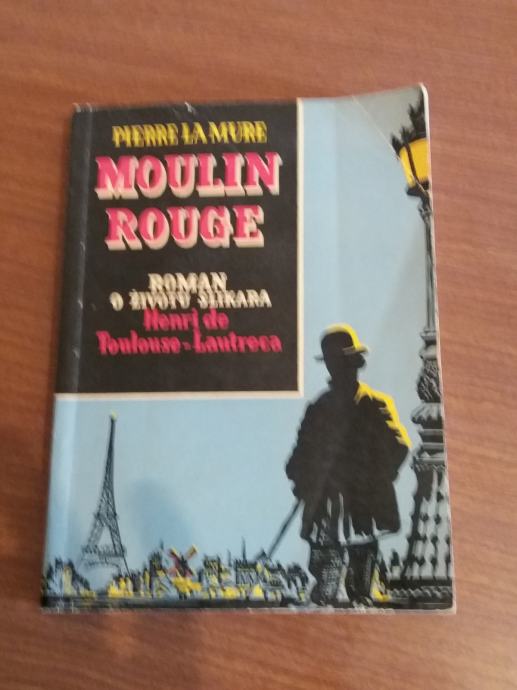 PIERRE LA MURE
MOULIN
ROUGE
ROMAN
O ŽIVOTU SLIKARA
Henri de
Toulouse-Lautreca